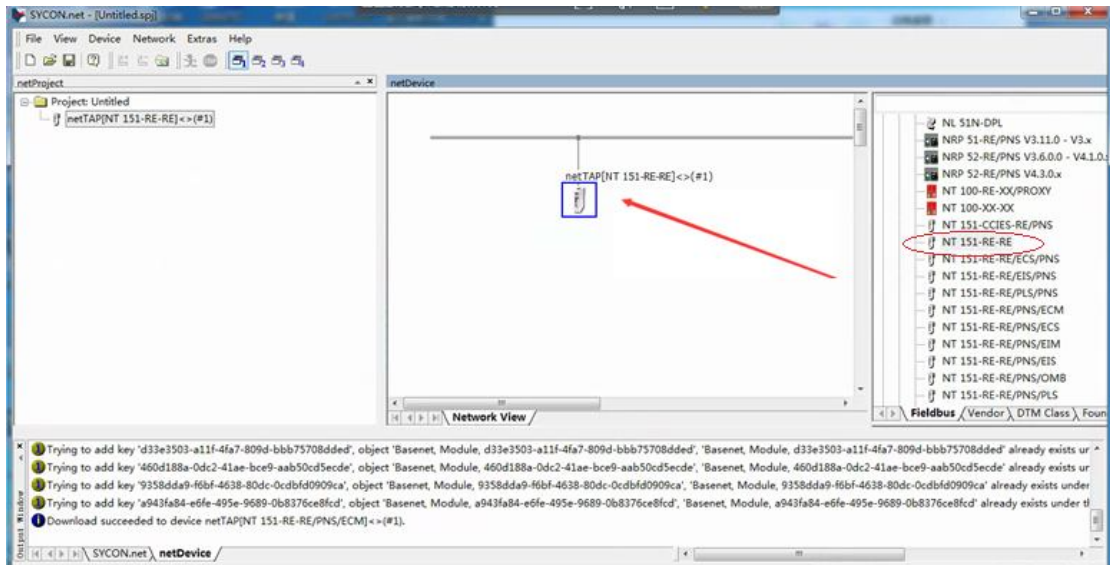 SYCON.net - [Untitled.spj]
File View Device Network Extras Help
netProject
netDevice
Project: Untitled
netTAP[NT 151-RE-RE]<>(#1)
netTAP[NT 151-RE-RE]<>(#1)
Network View
NL 51N-DPL
NRP 51-RE/PNS V3.11.0 - V3.x
NRP 52-RE/PNS V3.6.0.0 - V4.1.0.
NRP 52-RE/PNS V4.3.0.x
NT 100-RE-XX/PROXY
NT 100-XX-XX
NT 151-CCIES-RE/PNS
NT 151-RE-RE
NT 151-RE-RE/ECS/PNS
NT 151-RE-RE/EIS/PNS
NT 151-RE-RE/PLS/PNS
NT 151-RE-RE/PNS/ECM
NT 151-RE-RE/PNS/ECS
NT 151-RE-RE/PNS/EIM
NT 151-RE-RE/PNS/EIS
NT 151-RE-RE/PNS/OMB
NT 151-RE-RE/PNS/PLS
Fieldbus Vendor DTM Class Foun
Trying to add key 'd33e3503-a11f-4fa7-809d-bbb75708dded', object 'Basenet, Module, d33e3503-a11f-4fa7-809d-bbb75708dded', 'Basenet, Module, d33e3503-a11f-4fa7-809d-bbb75708dded' already exists ur
Trying to add key '460d188a-0dc2-41ae-bce9-aab50cd5ecde', object 'Basenet, Module, 460d188a-0dc2-41ae-bce9-aab50cd5ecde', 'Basenet, Module, 460d188a-0dc2-41ae-bce9-aab50cd5ecde' already exists ur
Trying to add key '9358dda9-f6bf-4638-80dc-0cdbfd0909ca', object 'Basenet, Module, 9358dda9-f6bf-4638-80dc-0cdbfd0909ca', 'Basenet, Module, 9358dda9-f6bf-4638-80dc-0cdbfd0909ca' already exists under
Trying to add key 'a943fa84-e6fe-495e-9689-0b8376ce8fcd', object 'Basenet, Module, a943fa84-e6fe-495e-9689-0b8376ce8fcd', 'Basenet, Module, a943fa84-e6fe-495e-9689-0b8376ce8fcd' already exists under tl
Download succeeded to device netTAP[NT 151-RE-RE/PNS/ECM]<>(#1).
Output Window
SYCON.net netDevice